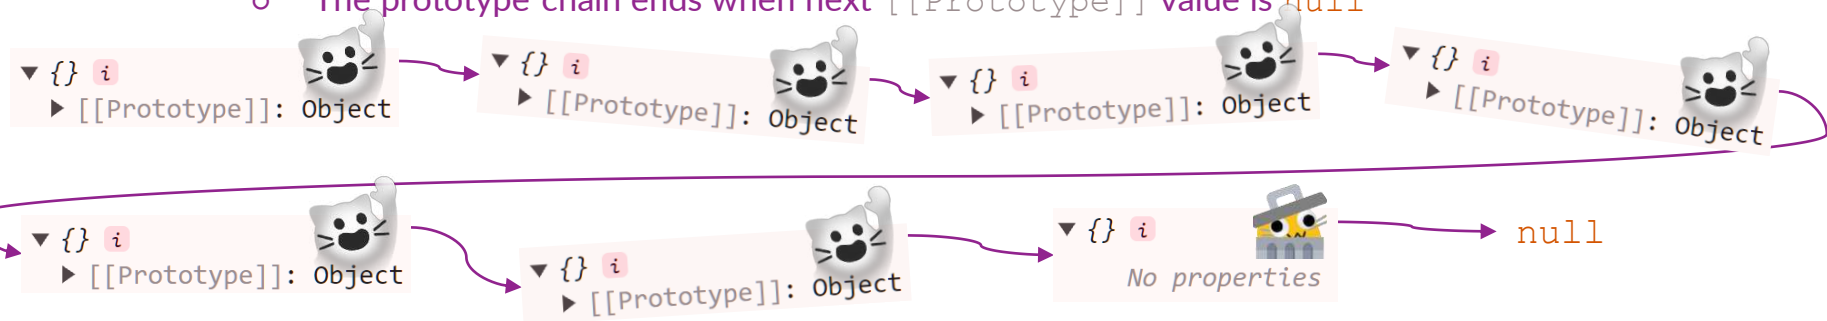 The prototype chain ends when next [[Prototype]] value is null
{} i
[[Prototype]]: Object
{} i
[[Prototype]]: Object
{} i
[[Prototype]]: Object
{} i
[[Prototype]]: Object
{} i
[[Prototype]]: Object
{} i
[[Prototype]]: Object
{} i
No properties
null